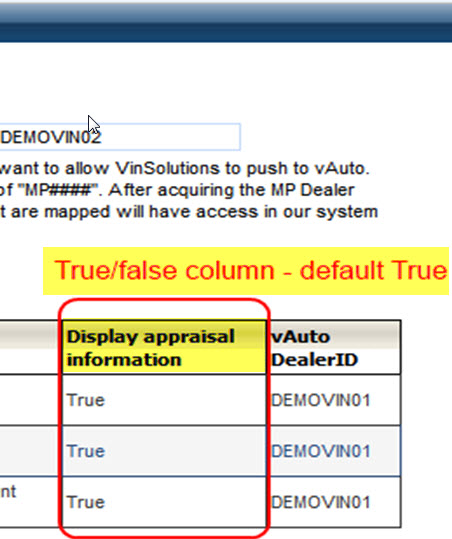 DEMOVIN02
want to allow VinSolutions to push to vAuto.
of "MP####". After acquiring the MP Dealer
t are mapped will have access in our system
True/false column - default True
Display appraisal information vAuto DealerID
True DEMOVIN01
True DEMOVIN01
nt True DEMOVIN01